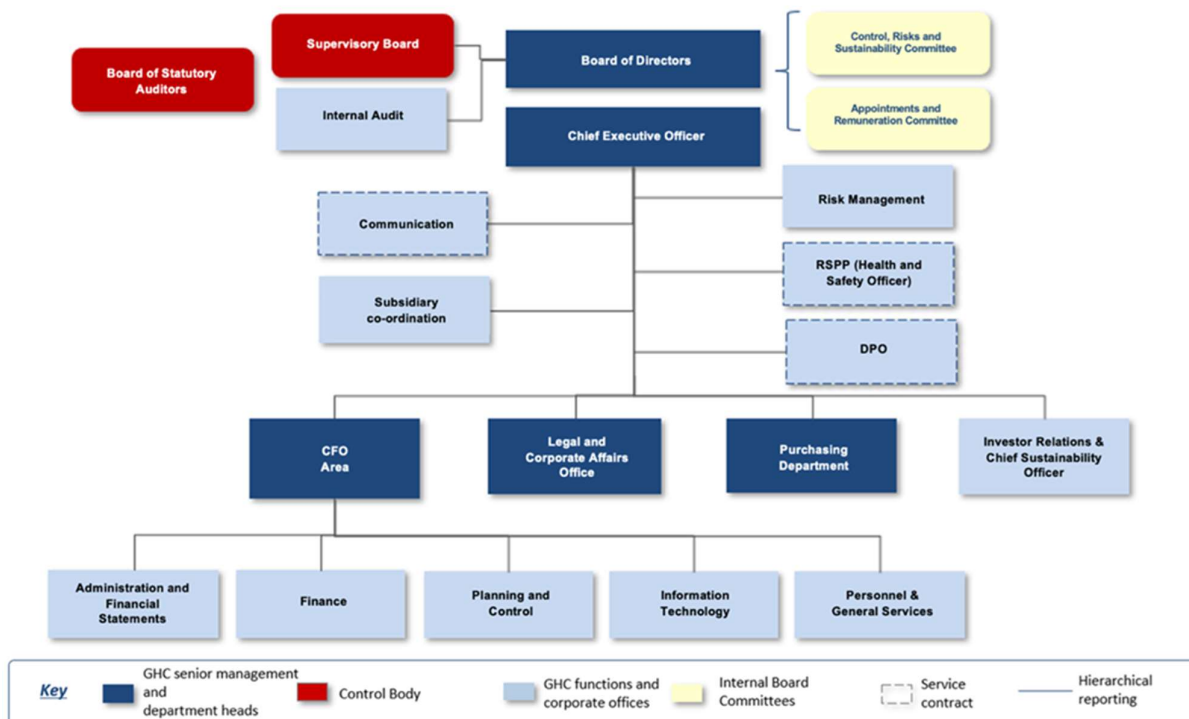 Supervisory Board
Board of Directors
Control, Risks and
Sustainability Committee
Board of Statutory
Auditors
Internal Audit
Appointments and
Remuneration Committee
Chief Executive Officer
Communication
Risk Management
RSPP (Health and
Safety Officer)
Subsidiary
co-ordination
DPO
CFO
Area
Legal and
Corporate Affairs
Office
Purchasing
Department
Investor Relations &
Chief Sustainability
Officer
Administration and
Financial
Statements
Finance
Planning and
Control
Information
Technology
Personnel &
General Services
Key
GHC senior management
and
department heads
Control Body
GHC functions and
corporate offices
Internal Board
Committees
Service
contract
Hierarchical
reporting